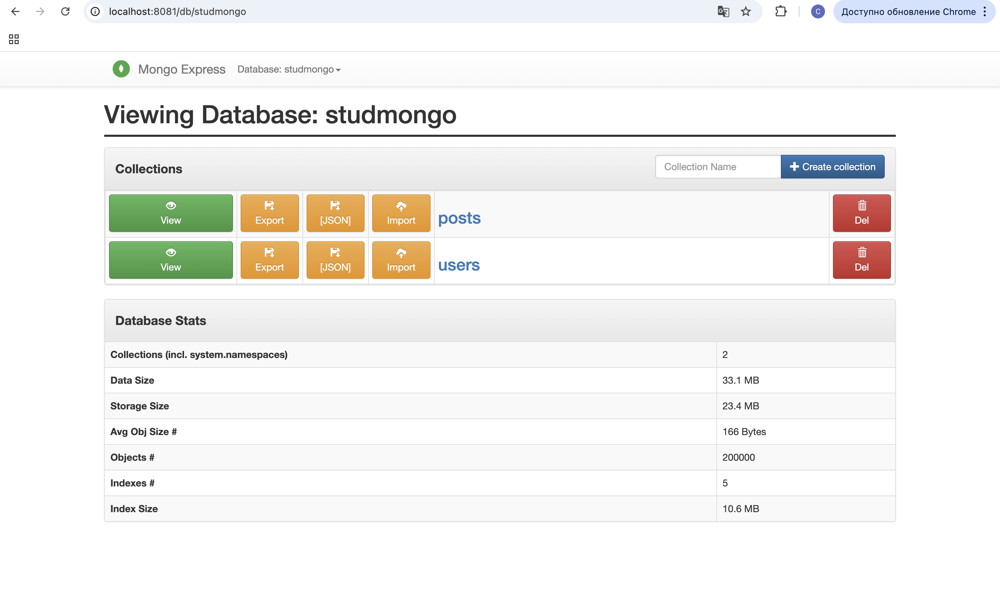 localhost:8081/db/studmongo
C
Доступно обновление Chrome
Mongo Express Database: studmongo
Viewing Database: studmongo
Collections
Collection Name
Create collection
View Export [JSON] Import posts Del
View Export [JSON] Import users Del
Database Stats
Collections (incl. system.namespaces) 2
Data Size 33.1 MB
Storage Size 23.4 MB
Avg Obj Size # 166 Bytes
Objects # 200000
Indexes # 5
Index Size 10.6 MB